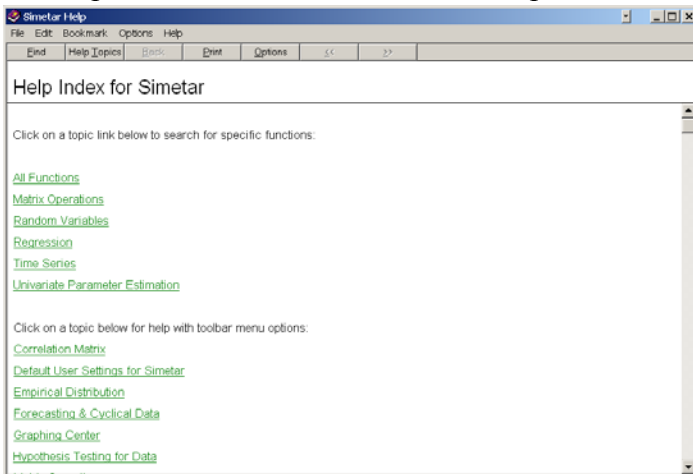 Simetar Help
File Edit Bookmark Options Help
Find Help Topics Back Print Options << >>
Help Index for Simetar
Click on a topic link below to search for specific functions:
All Functions
Matrix Operations
Random Variables
Regression
Time Series
Univariate Parameter Estimation
Click on a topic below for help with toolbar menu options:
Correlation Matrix
Default User Settings for Simetar
Empirical Distribution
Forecasting & Cyclical Data
Graphing Center
Hypothesis Testing for Data